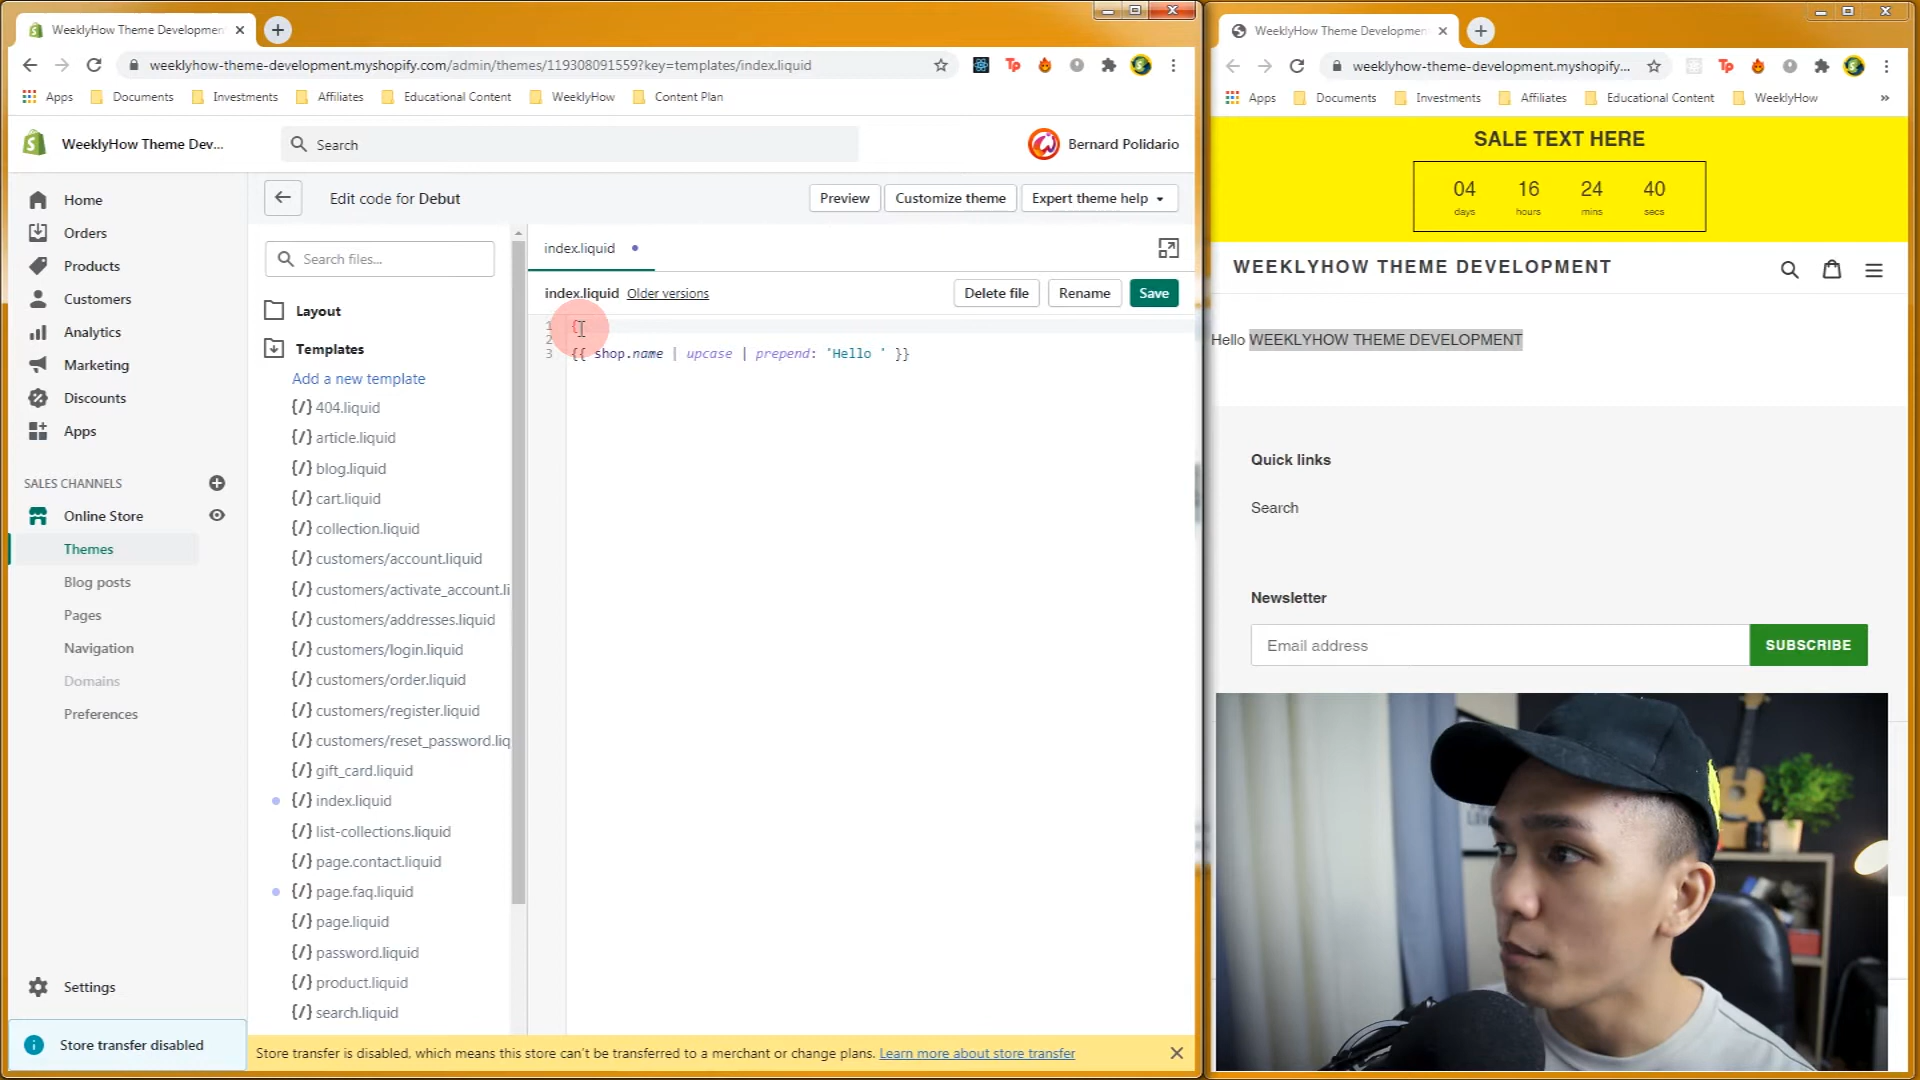 WeeklyHow Theme Developmen
weeklyhow-theme-development.myshopify.com/admin/themes/119308091559?key=templates/index.liquid
Apps Documents Investments Affiliates Educational Content WeeklyHow Content Plan
WeeklyHow Theme Dev...
Search
Bernard Polidario
Home
Orders
Products
Customers
Analytics
Marketing
Discounts
Apps
SALES CHANNELS
Online Store
Themes
Blog posts
Pages
Navigation
Domains
Preferences
Settings
Store transfer disabled
Edit code for Debut
Preview Customize theme Expert theme help
Search files...
Layout
Templates
Add a new template
{/} 404.liquid
{/} article.liquid
{/} blog.liquid
{/} cart.liquid
{/} collection.liquid
{/} customers/account.liquid
{/} customers/activate_account.li
{/} customers/addresses.liquid
{/} customers/login.liquid
{/} customers/order.liquid
{/} customers/register.liquid
{/} customers/reset_password.liq
{/} gift_card.liquid
{/} index.liquid
{/} list-collections.liquid
{/} page.contact.liquid
{/} page.faq.liquid
{/} page.liquid
{/} password.liquid
{/} product.liquid
{/} search.liquid
index.liquid
index.liquid Older versions Delete file Rename Save
1 {
2
3 {{ shop.name | upcase | prepend: 'Hello ' }}
Store transfer is disabled, which means this store can't be transferred to a merchant or change plans. Learn more about store transfer
WeeklyHow Theme Developmen
weeklyhow-theme-development.myshopify...
Apps Documents Investments Affiliates Educational Content WeeklyHow »
SALE TEXT HERE
04 16 24 40
days hours mins secs
WEEKLYHOW THEME DEVELOPMENT
Hello WEEKLYHOW THEME DEVELOPMENT
Quick links
Search
Newsletter
Email address
SUBSCRIBE